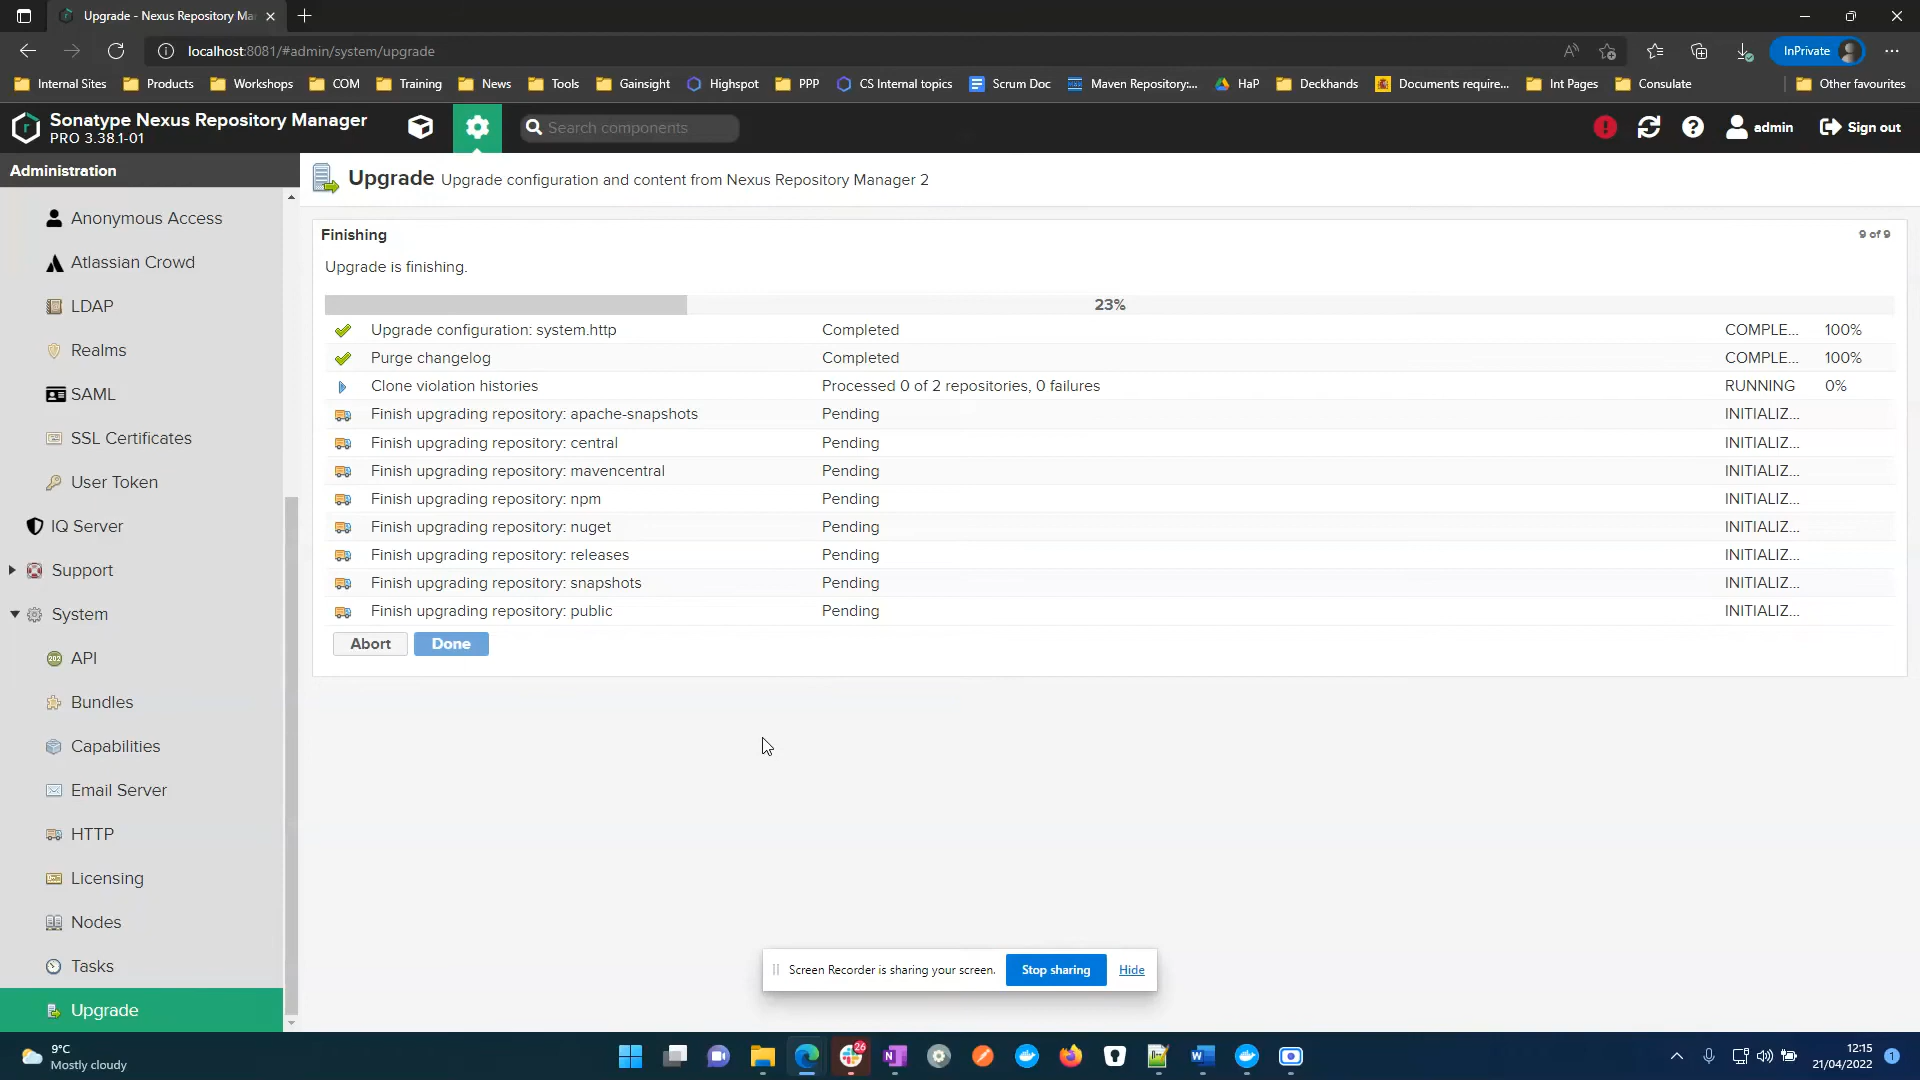 Upgrade - Nexus Repository Ma
localhost:8081/#admin/system/upgrade
InPrivate
Internal Sites Products Workshops COM Training News Tools Gainsight Highspot PPP CS Internal topics Scrum Doc Maven Repository:... HaP Deckhands Documents require... Int Pages Consulate Other favourites
Sonatype Nexus Repository Manager
PRO 3.38.1-01
Search components
admin
Sign out
Administration
Anonymous Access
Atlassian Crowd
LDAP
Realms
SAML
SSL Certificates
User Token
IQ Server
Support
System
API
Bundles
Capabilities
Email Server
HTTP
Licensing
Nodes
Tasks
Upgrade
Upgrade Upgrade configuration and content from Nexus Repository Manager 2
Finishing 9 of 9
Upgrade is finishing.
23%
Upgrade configuration: system.http Completed COMPLE... 100%
Purge changelog Completed COMPLE... 100%
Clone violation histories Processed 0 of 2 repositories, 0 failures RUNNING 0%
Finish upgrading repository: apache-snapshots Pending INITIALIZ...
Finish upgrading repository: central Pending INITIALIZ...
Finish upgrading repository: mavencentral Pending INITIALIZ...
Finish upgrading repository: npm Pending INITIALIZ...
Finish upgrading repository: nuget Pending INITIALIZ...
Finish upgrading repository: releases Pending INITIALIZ...
Finish upgrading repository: snapshots Pending INITIALIZ...
Finish upgrading repository: public Pending INITIALIZ...
Abort Done
Screen Recorder is sharing your screen. Stop sharing Hide
9°C
Mostly cloudy
26
12:15
21/04/2022
1